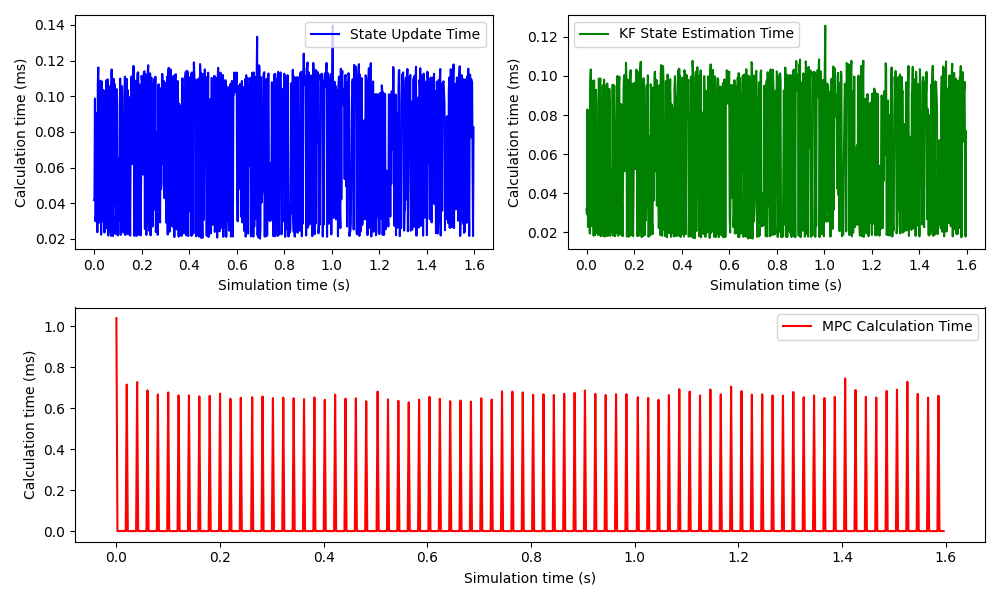 State Update Time
0.14
0.12
0.10
0.08
0.06
0.04
0.02
Calculation time (ms)
0.0 0.2 0.4 0.6 0.8 1.0 1.2 1.4 1.6
Simulation time (s)
KF State Estimation Time
0.12
0.10
0.08
0.06
0.04
0.02
Calculation time (ms)
0.0 0.2 0.4 0.6 0.8 1.0 1.2 1.4 1.6
Simulation time (s)
MPC Calculation Time
1.0
0.8
0.6
0.4
0.2
0.0
Calculation time (ms)
0.0 0.2 0.4 0.6 0.8 1.0 1.2 1.4 1.6
Simulation time (s)